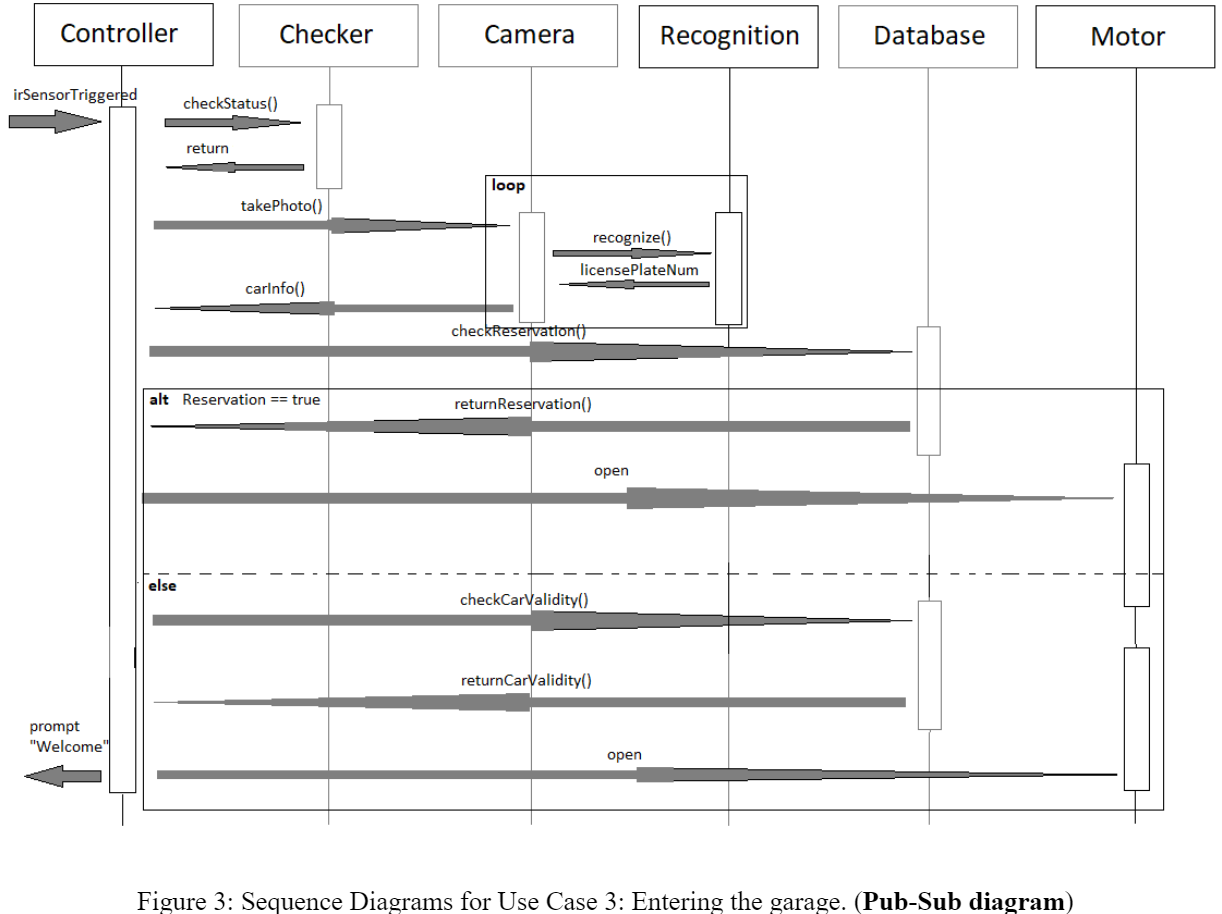 Controller Checker Camera Recognition Database Motor
irSensorTriggered
checkStatus()
return
loop
takePhoto()
recognize()
licensePlateNum
carInfo()
checkReservation()
alt Reservation == true
returnReservation()
open
else
checkCarValidity()
returnCarValidity()
prompt
"Welcome"
open
Figure 3: Sequence Diagrams for Use Case 3: Entering the garage. (Pub-Sub diagram)